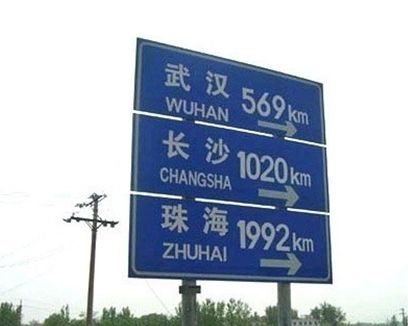 武汉 569km
WUHAN
长沙 1020km
CHANGSHA
珠海 1992km
ZHUHAI